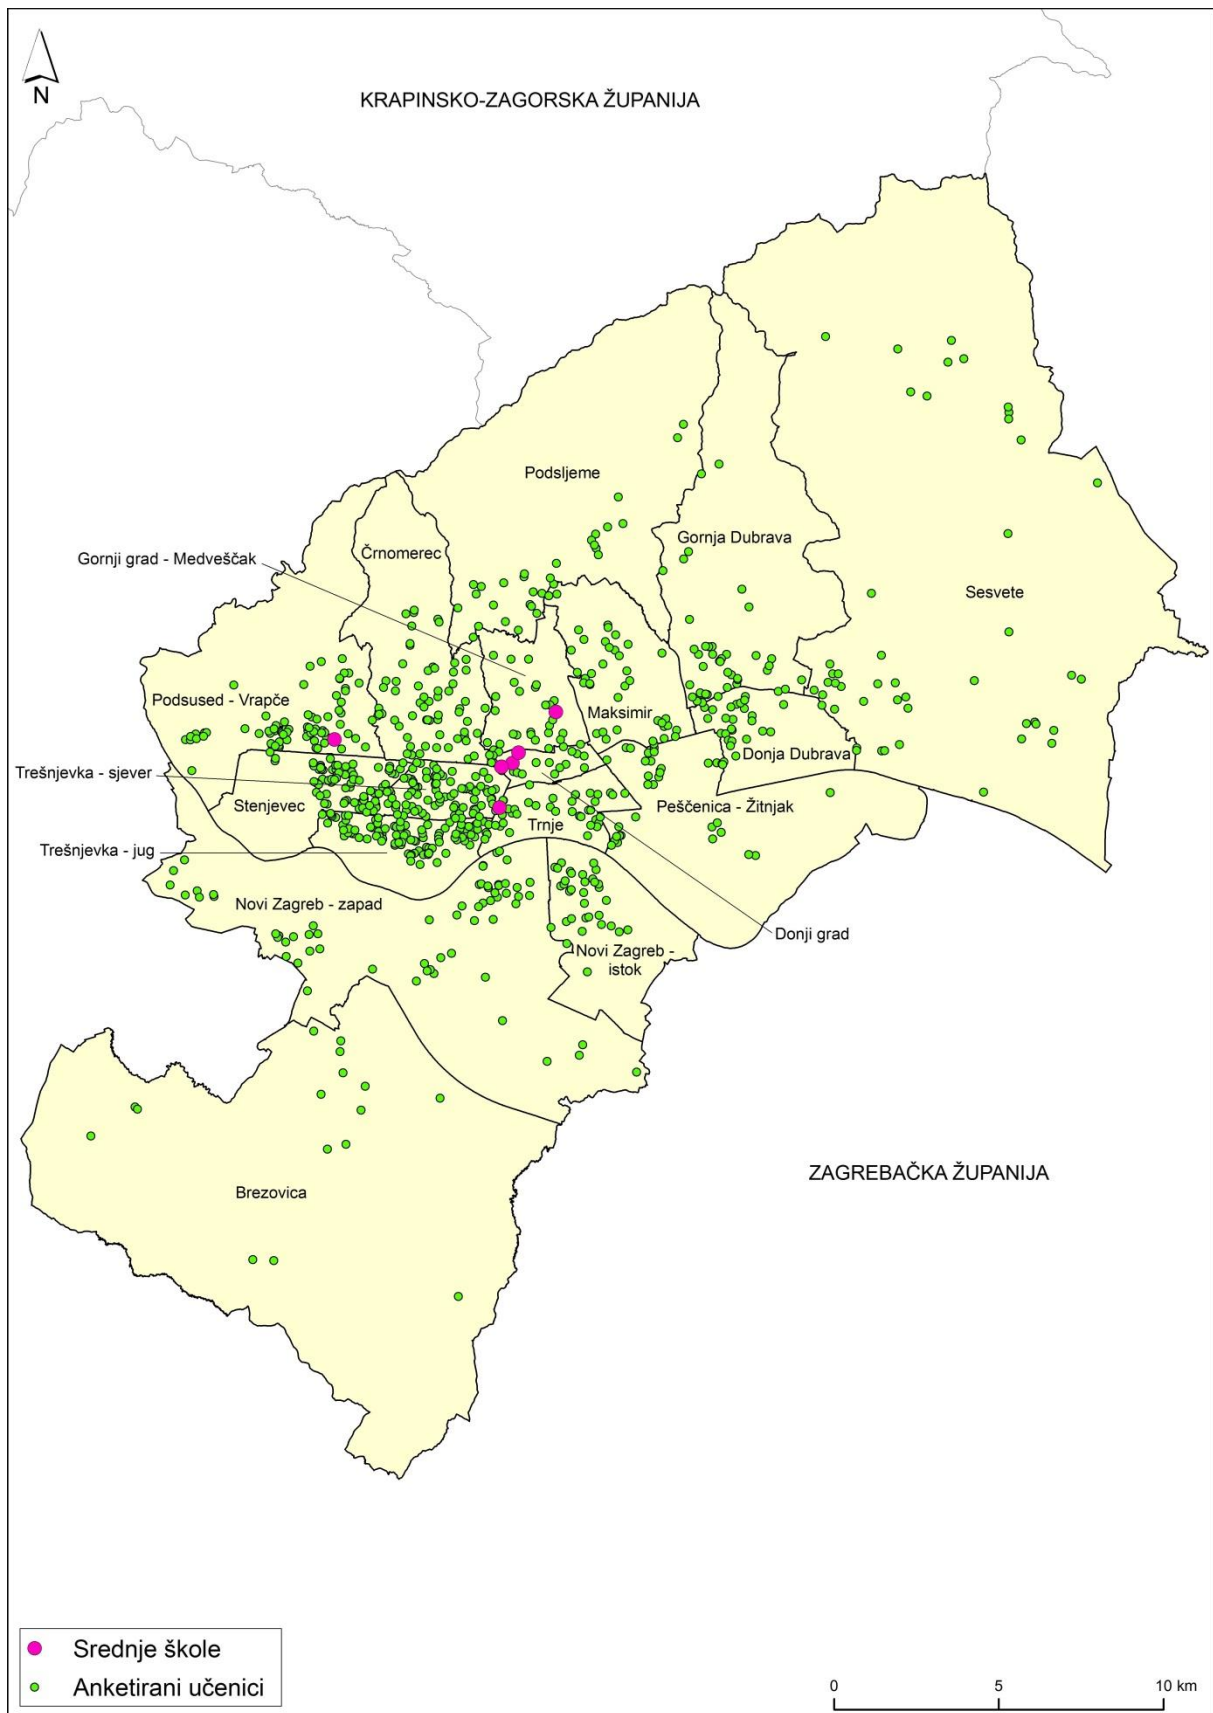 N
KRAPINSKO-ZAGORSKA ŽUPANIJA
Podsljeme
Gornja Dubrava
Črnomerec
Gornji grad - Medveščak
Sesvete
Podsused - Vrapče
Maksimir
Donja Dubrava
Trešnjevka - sjever
Stenjevec
Peščenica - Žitnjak
Trnje
Trešnjevka - jug
Novi Zagreb - zapad
Donji grad
Novi Zagreb -
istok
ZAGREBAČKA ŽUPANIJA
Brezovica
Srednje škole
Anketirani učenici
0 5 10 km